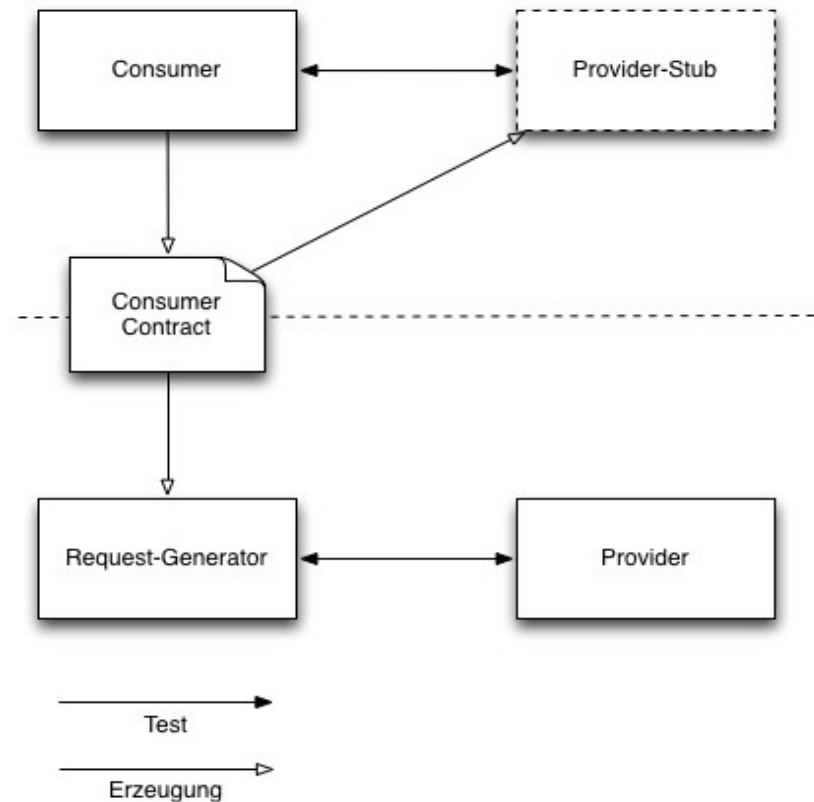 Consumer
Provider-Stub
Consumer
Contract
Request-Generator
Provider
Test
Erzeugung